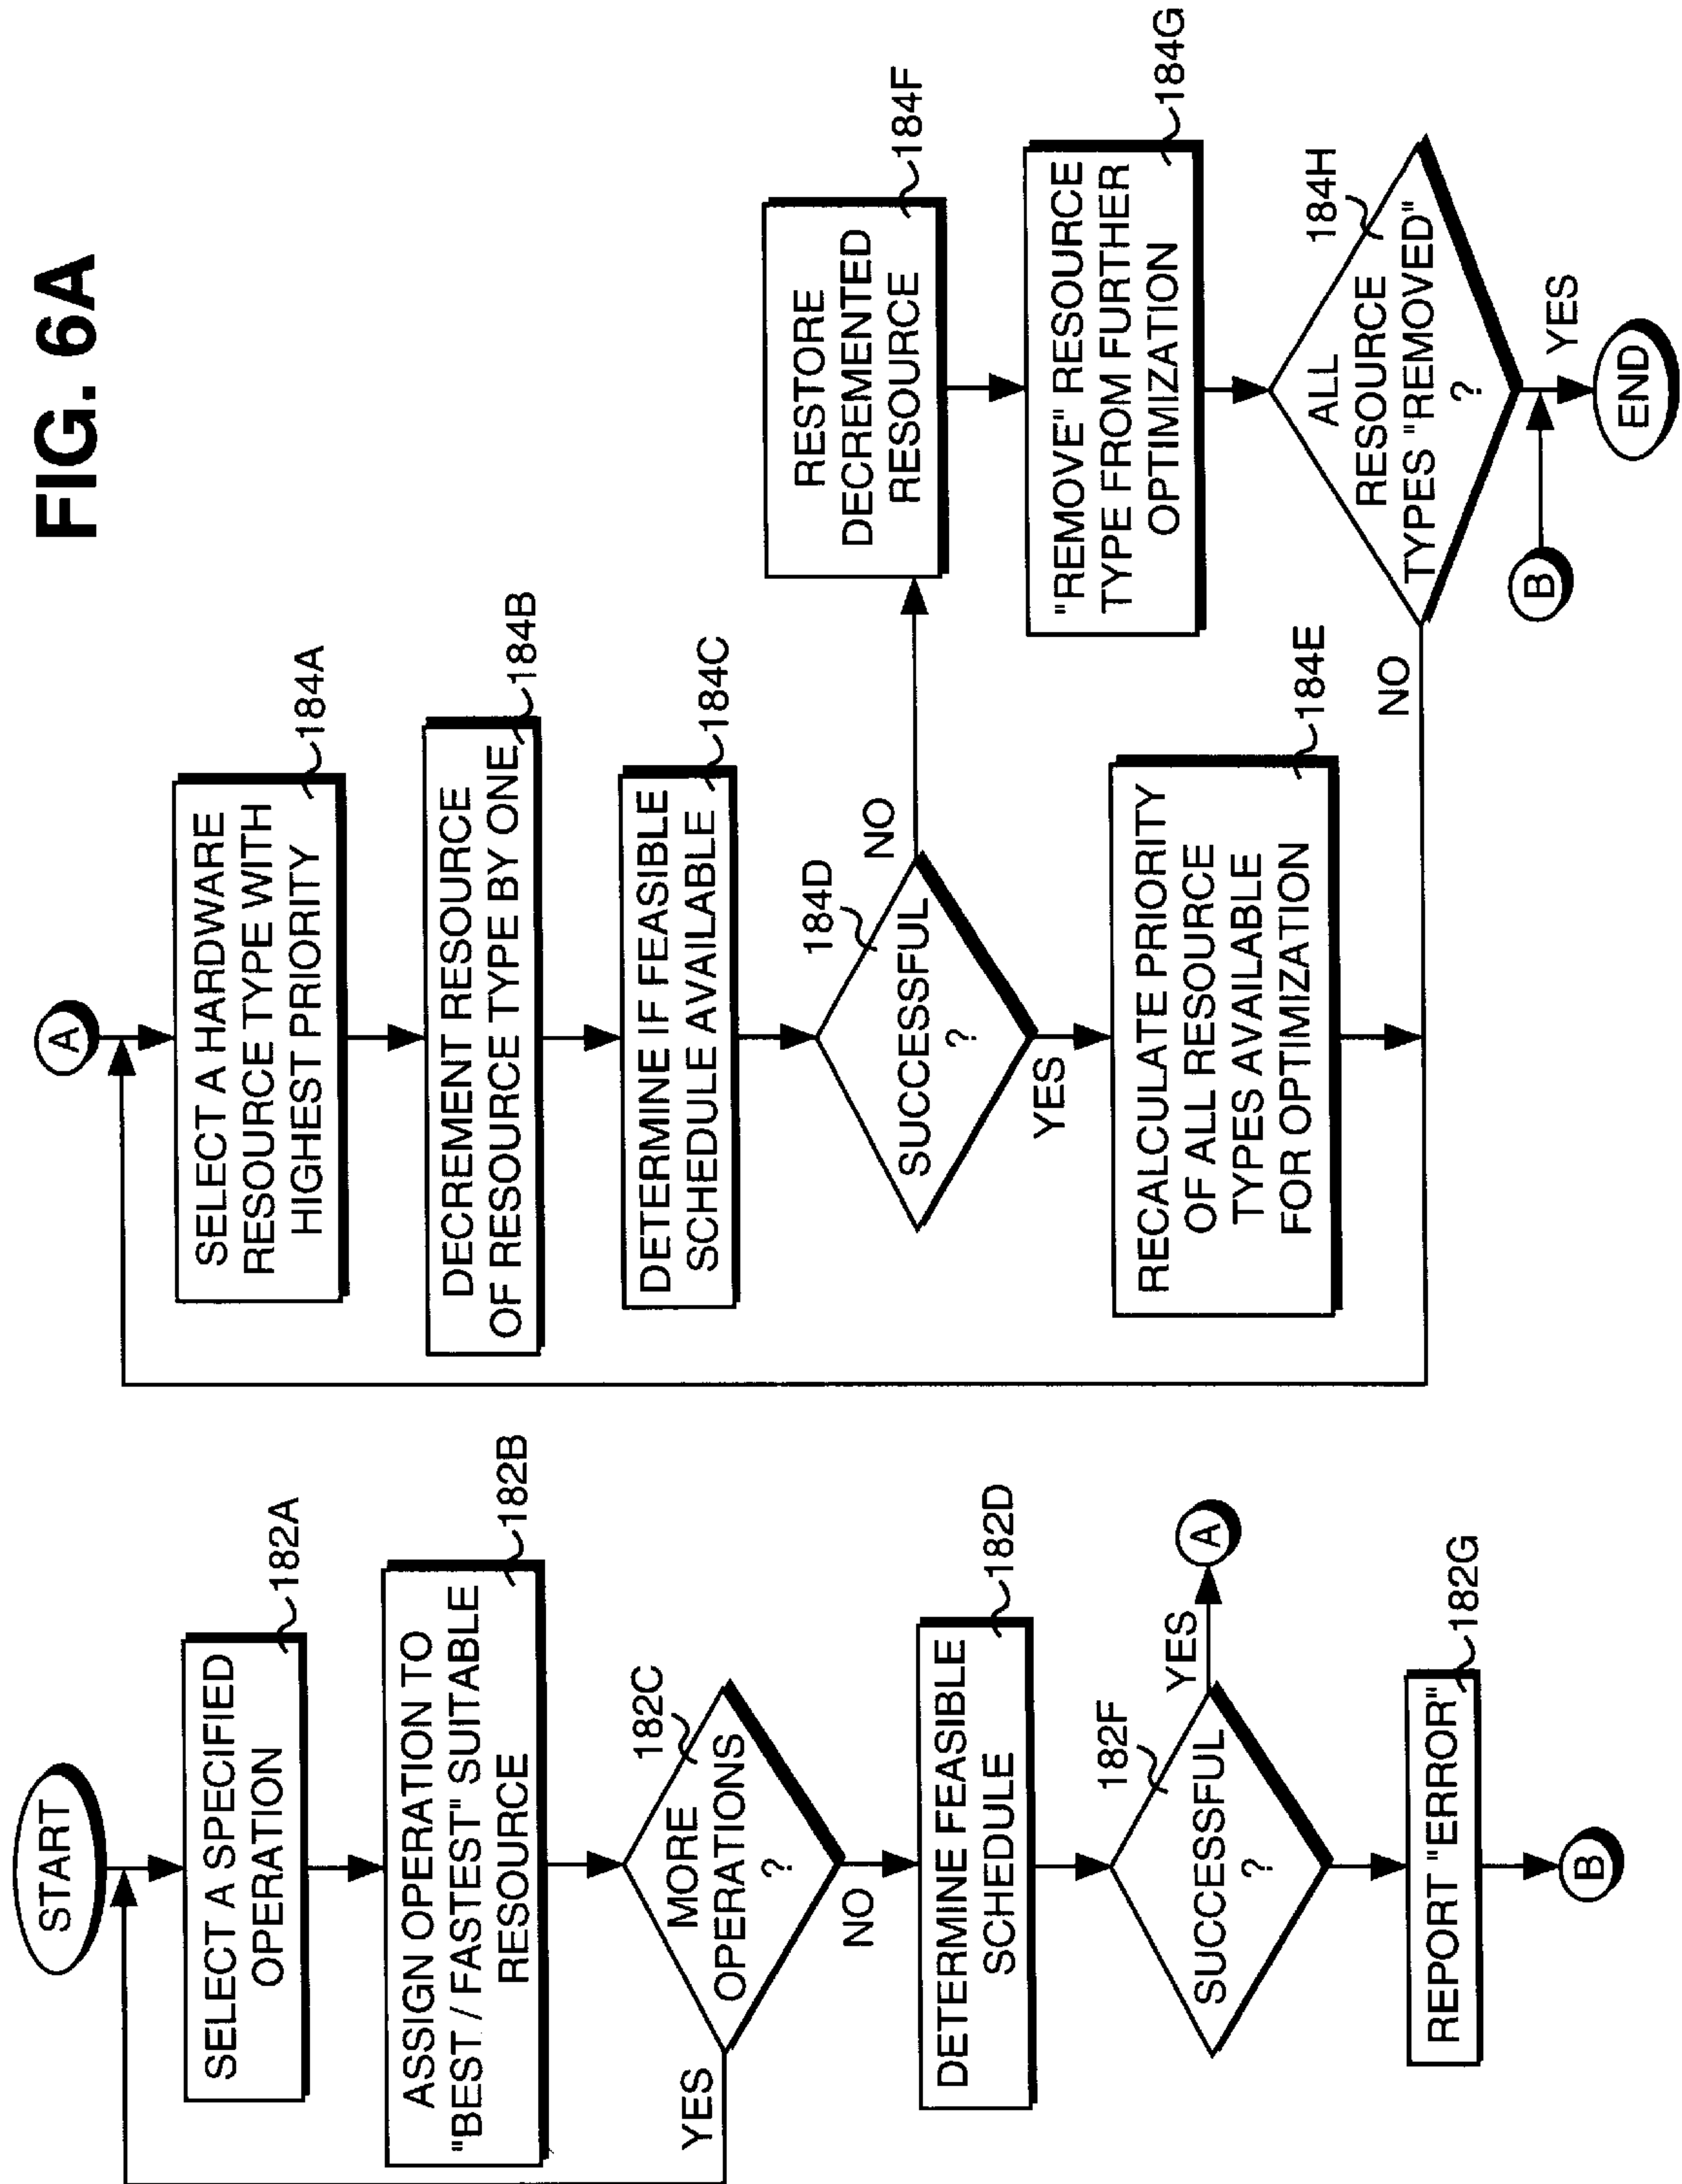 FIG. 6A
START
SELECT A SPECIFIED
OPERATION
182A
ASSIGN OPERATION TO
"BEST / FASTEST" SUITABLE
RESOURCE
182B
MORE
OPERATIONS
?
182C
YES
NO
DETERMINE FEASIBLE
SCHEDULE
182D
SUCCESSFUL
?
182F
YES
A
REPORT "ERROR"
182G
B
A
SELECT A HARDWARE
RESOURCE TYPE WITH
HIGHEST PRIORITY
184A
DECREMENT RESOURCE
OF RESOURCE TYPE BY ONE
184B
DETERMINE IF FEASIBLE
SCHEDULE AVAILABLE
184C
SUCCESSFUL
?
184D
NO
YES
RECALCULATE PRIORITY
OF ALL RESOURCE
TYPES AVAILABLE
FOR OPTIMIZATION
184E
RESTORE
DECREMENTED
RESOURCE
184F
"REMOVE" RESOURCE
TYPE FROM FURTHER
OPTIMIZATION
184G
ALL
RESOURCE
TYPES "REMOVED"
?
184H
NO
YES
B
END